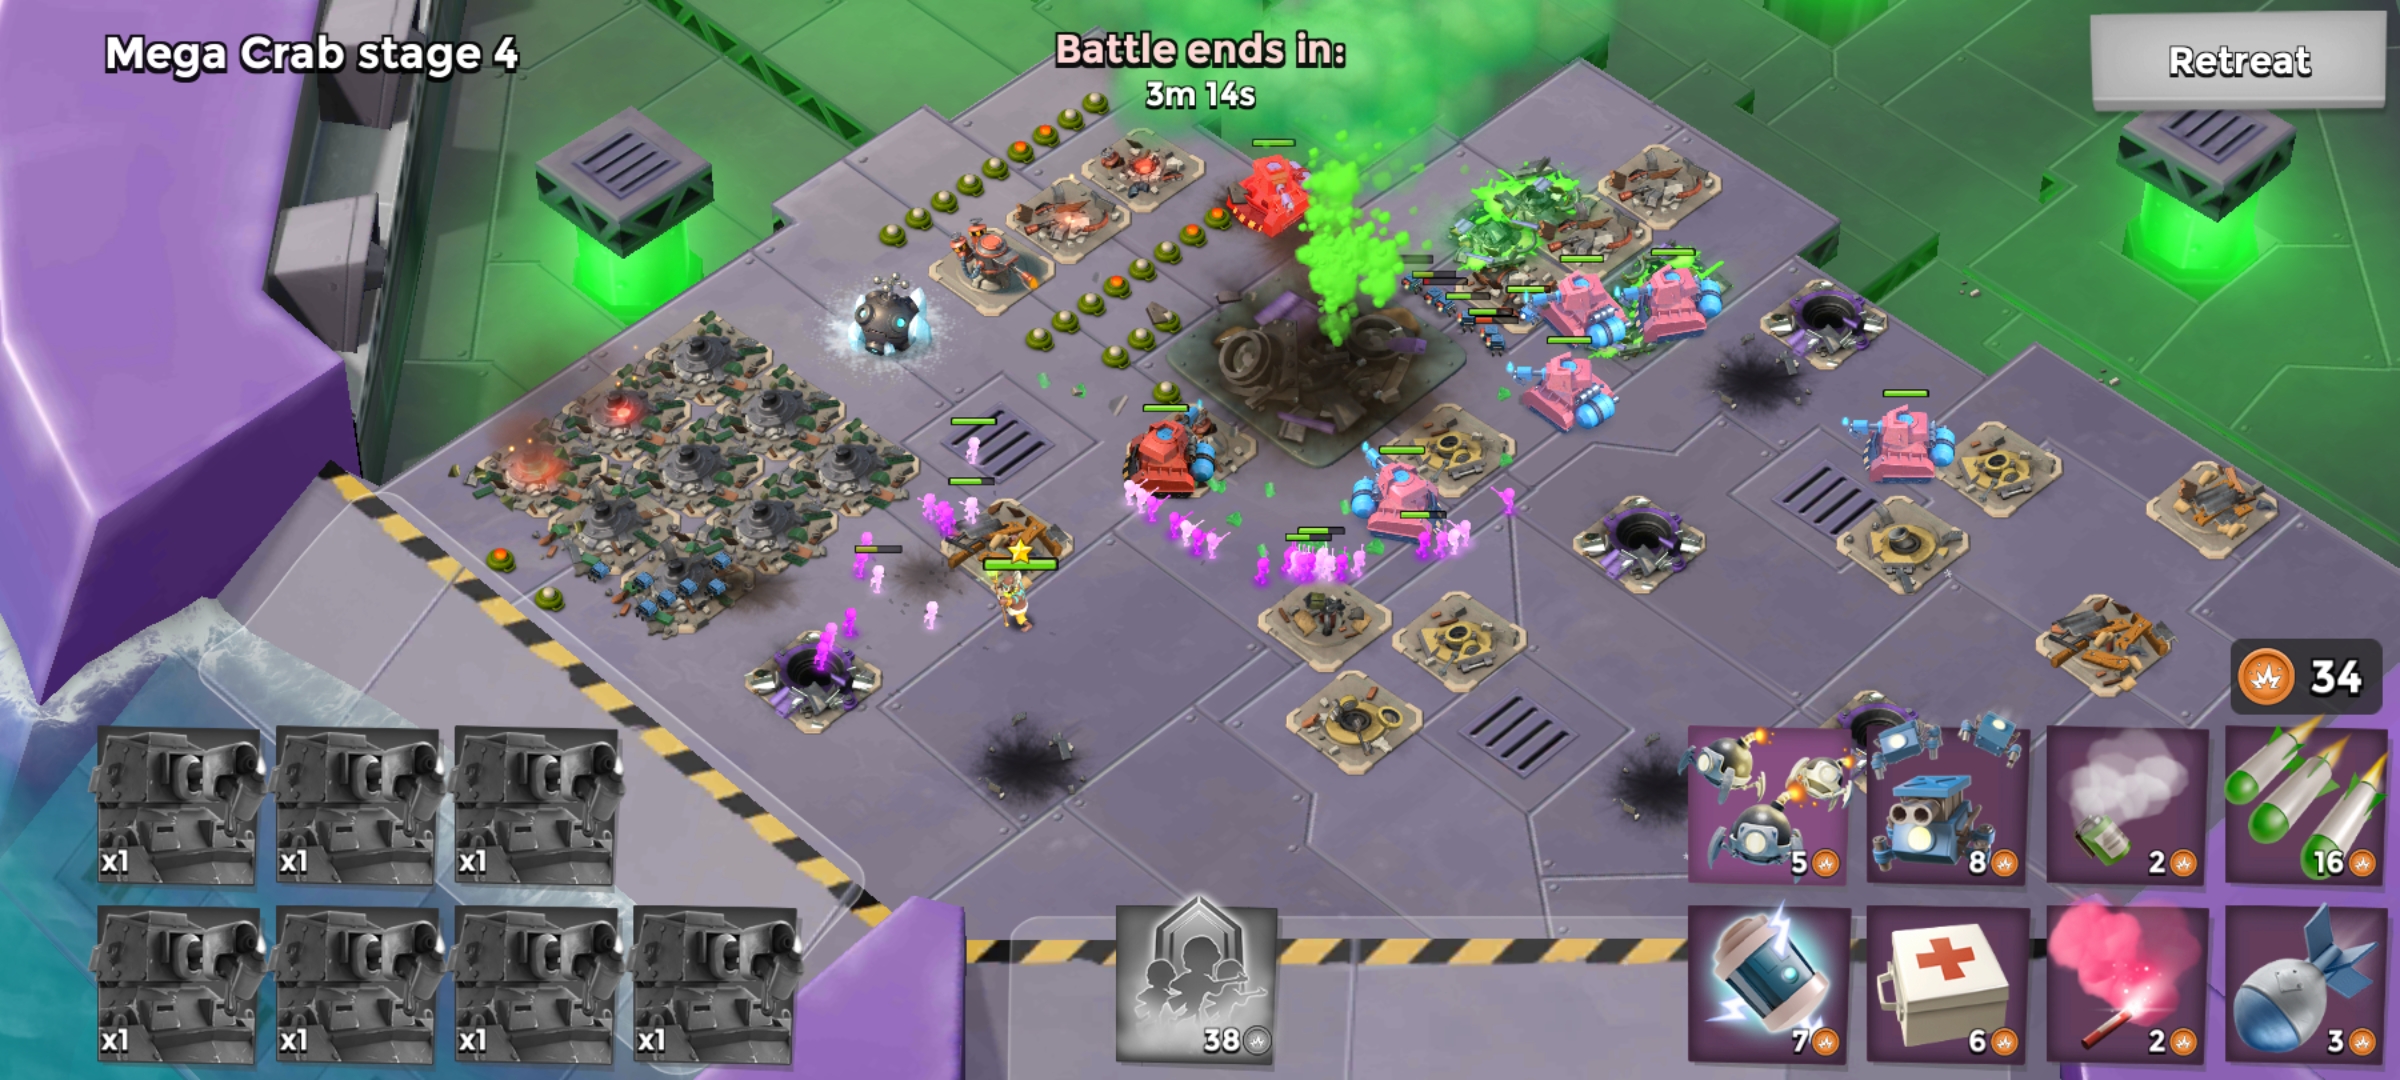 Mega Crab stage 4
Battle ends in:
3m 14s
Retreat
34
x1
x1
x1
5
8
2
16
x1
x1
x1
x1
38
7
6
2
3